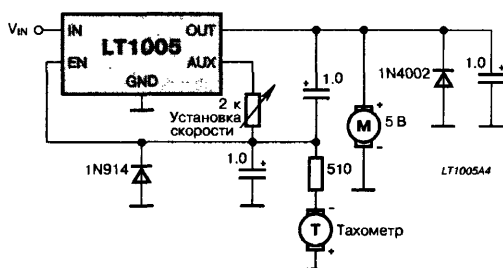 V_IN IN OUT
LT1005
EN AUX
GND
2 к
Установка
скорости
1.0
1N4002
1.0
M 5 В
1N914
1.0
510
T Тахометр
LT1005A4